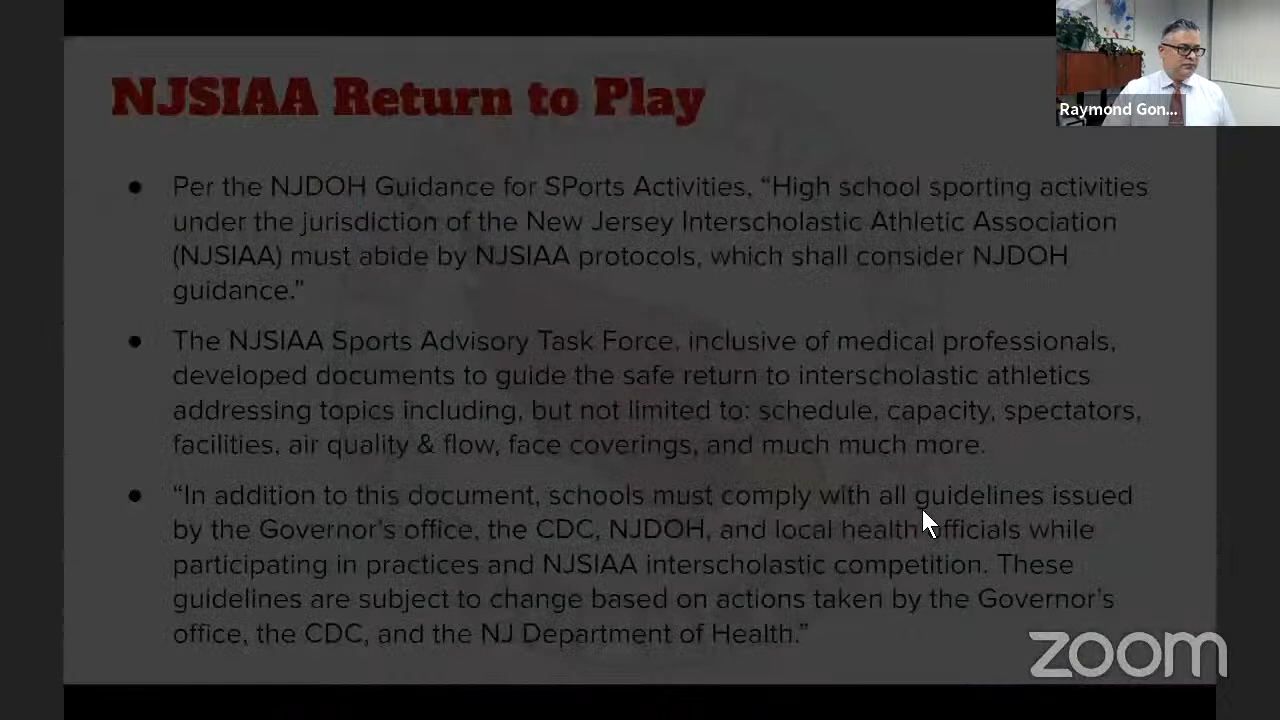 NJSIAA Return to Play
Raymond Gon...
● Per the NJDOH Guidance for SPorts Activities, “High school sporting activities
under the jurisdiction of the New Jersey Interscholastic Athletic Association
(NJSIAA) must abide by NJSIAA protocols, which shall consider NJDOH
guidance.”
● The NJSIAA Sports Advisory Task Force, inclusive of medical professionals,
developed documents to guide the safe return to interscholastic athletics
addressing topics including, but not limited to: schedule, capacity, spectators,
facilities, air quality & flow, face coverings, and much much more.
● “In addition to this document, schools must comply with all guidelines issued
by the Governor's office, the CDC, NJDOH, and local health officials while
participating in practices and NJSIAA interscholastic competition. These
guidelines are subject to change based on actions taken by the Governor's
office, the CDC, and the NJ Department of Health.”
zoom